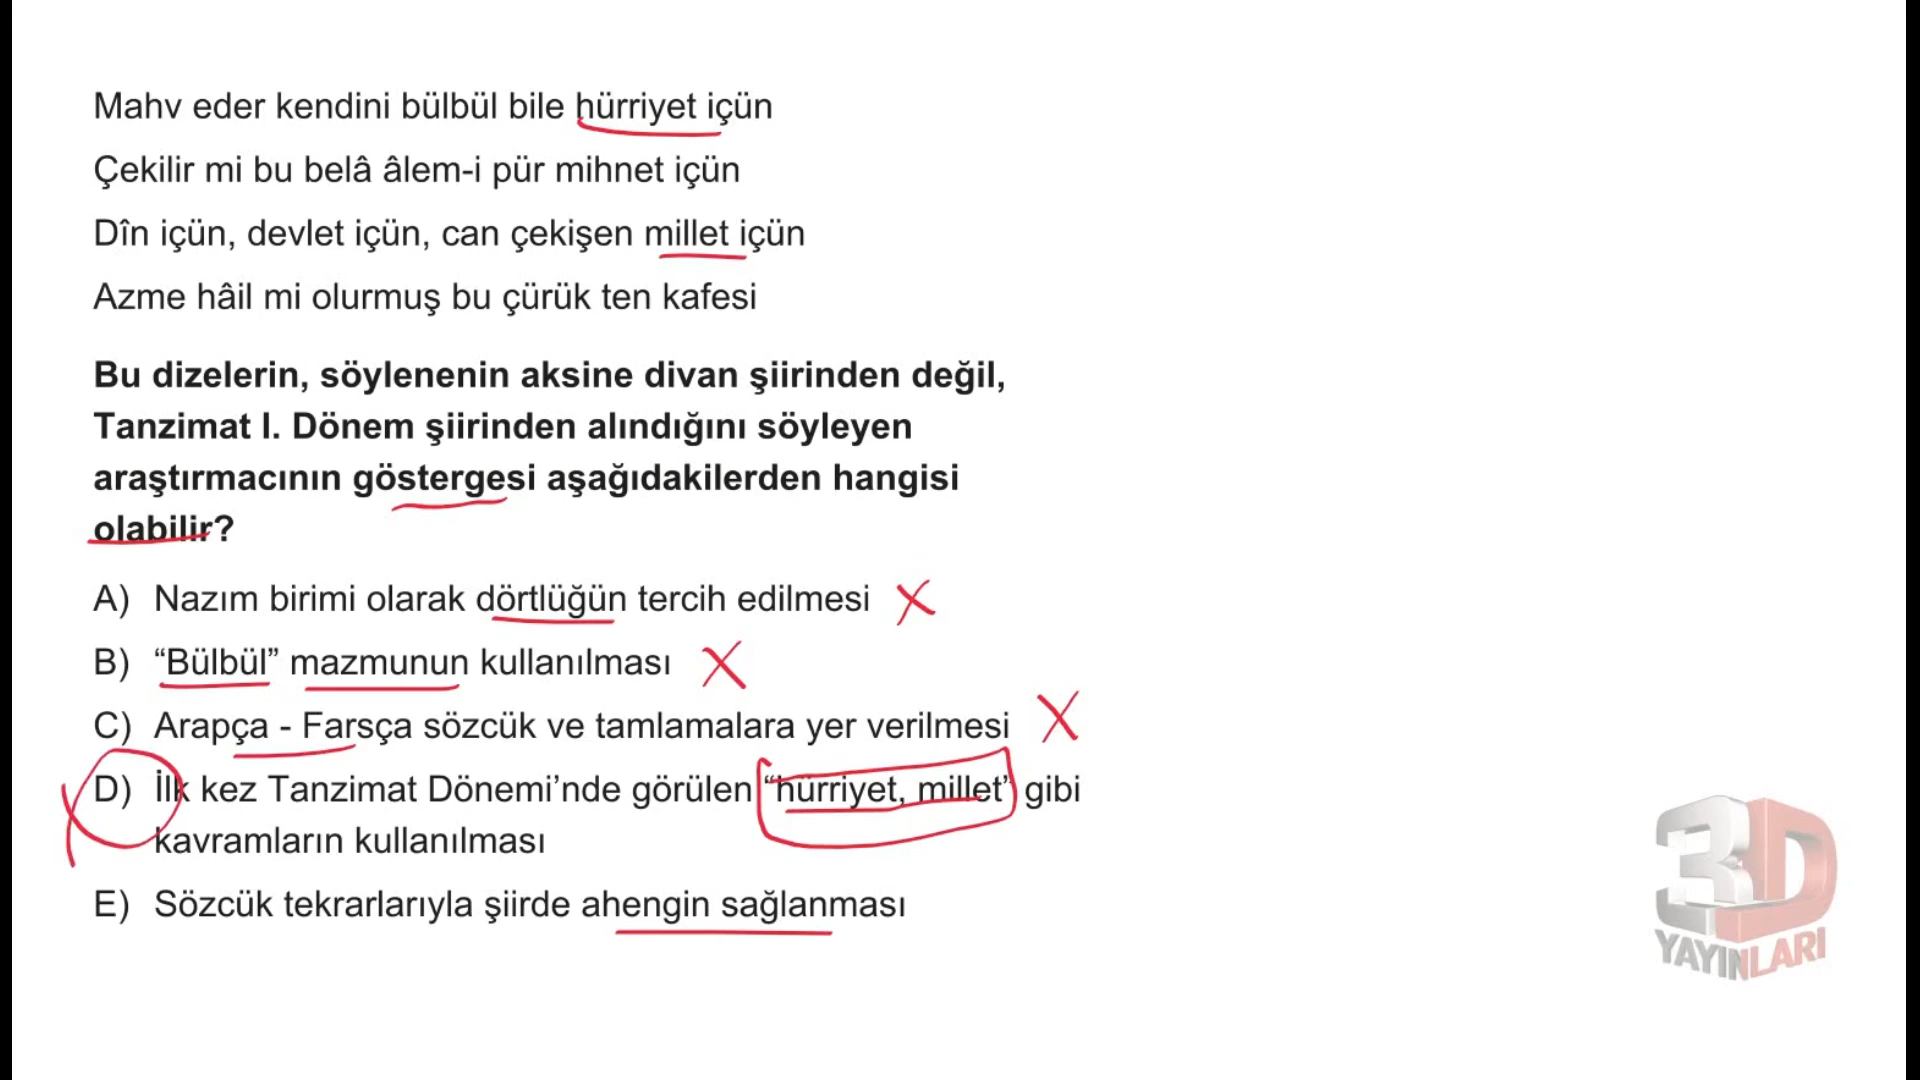 Mahv eder kendini bülbül bile hürriyet içün
Çekilir mi bu belâ âlem-i pür mihnet içün
Dîn içün, devlet içün, can çekişen millet içün
Azme hâil mi olurmuş bu çürük ten kafesi
Bu dizelerin, söylenenin aksine divan şiirinden değil,
Tanzimat I. Dönem şiirinden alındığını söyleyen
araştırmacının göstergesi aşağıdakilerden hangisi
olabilir?
A) Nazım birimi olarak dörtlüğün tercih edilmesi
B) “Bülbül” mazmunun kullanılması
C) Arapça - Farsça sözcük ve tamlamalara yer verilmesi
D) İlk kez Tanzimat Dönemi’nde görülen “hürriyet, millet” gibi
kavramların kullanılması
E) Sözcük tekrarlarıyla şiirde ahengin sağlanması
3D
YAYINLARI